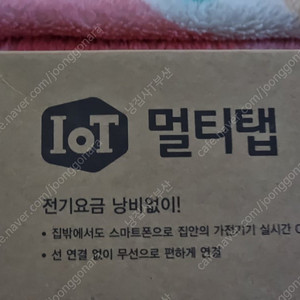 IoT 멀티탭
전기요금 낭비없이!
• 집밖에서도 스마트폰으로 집안의 가전기기 실시간
• 선 연결 없이 무선으로 편하게 연결